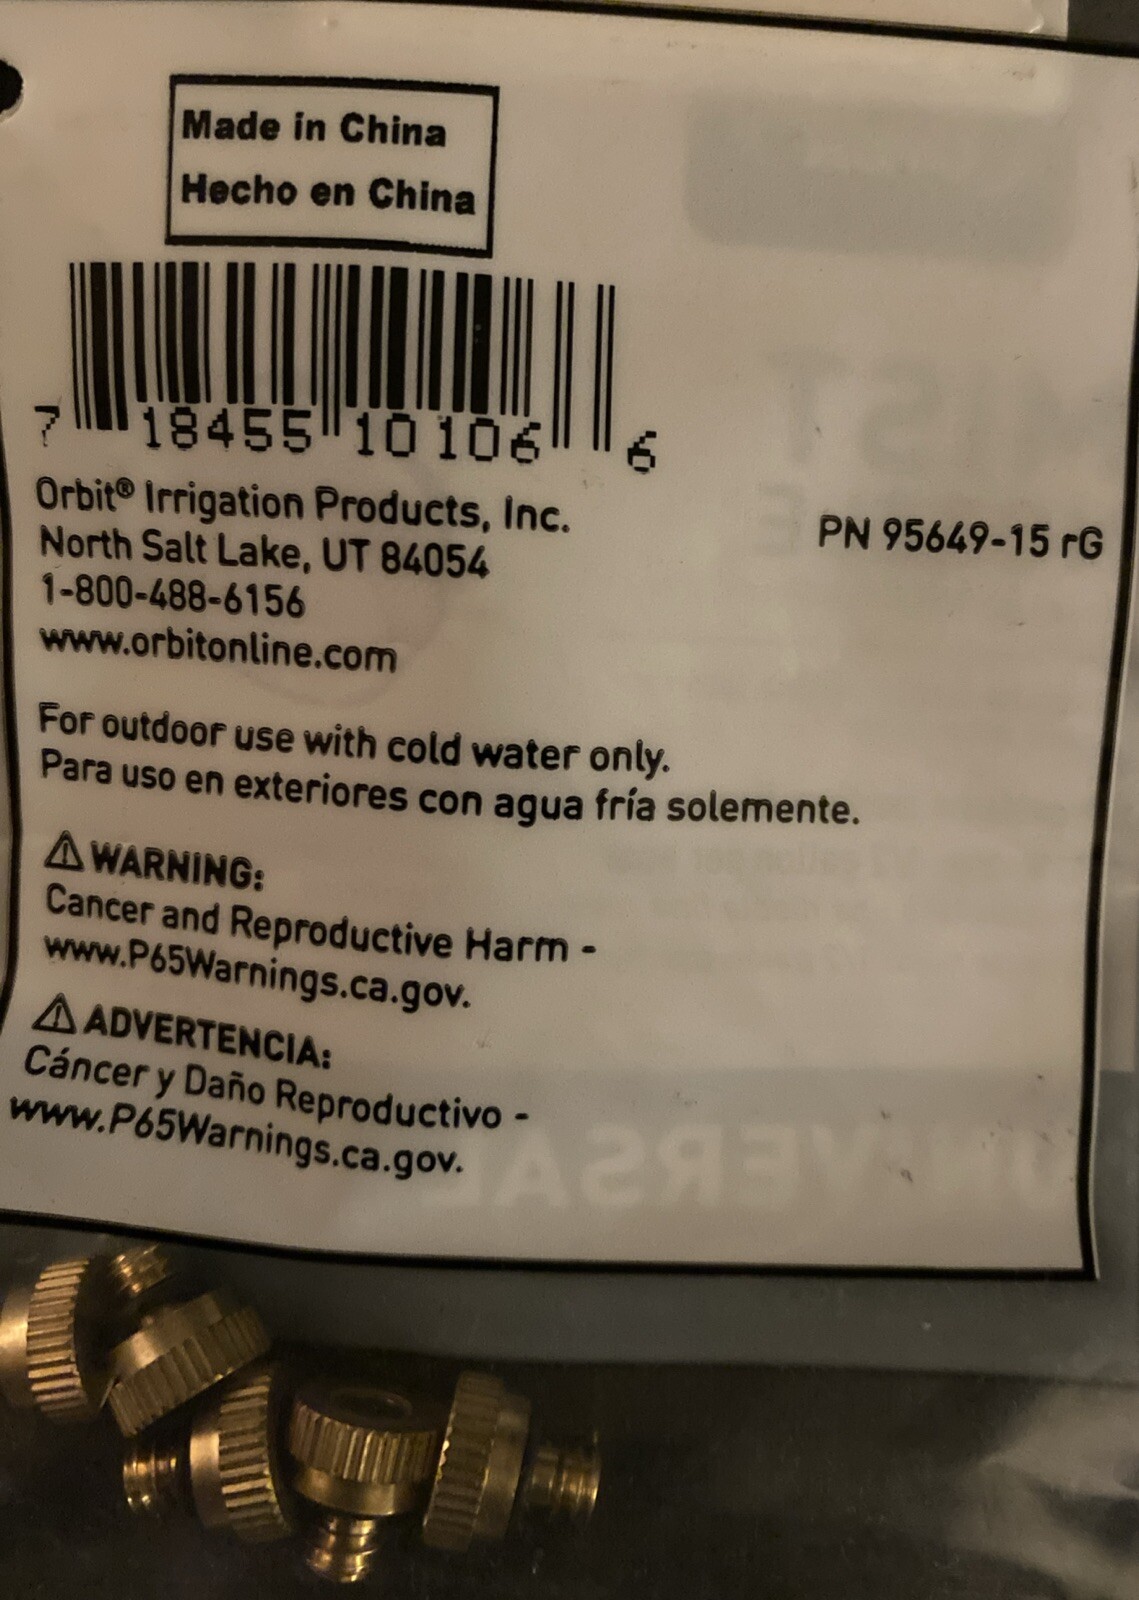 Made in China
Hecho en China
7 18455 10106 6
Orbit® Irrigation Products, Inc.
North Salt Lake, UT 84054
1-800-488-6156
www.orbitonline.com
PN 95649-15 rG
For outdoor use with cold water only.
Para uso en exteriores con agua fría solemente.
⚠ WARNING:
Cancer and Reproductive Harm -
www.P65Warnings.ca.gov.
⚠ ADVERTENCIA:
Cáncer y Daño Reproductivo -
www.P65Warnings.ca.gov.
UNIVERSAL